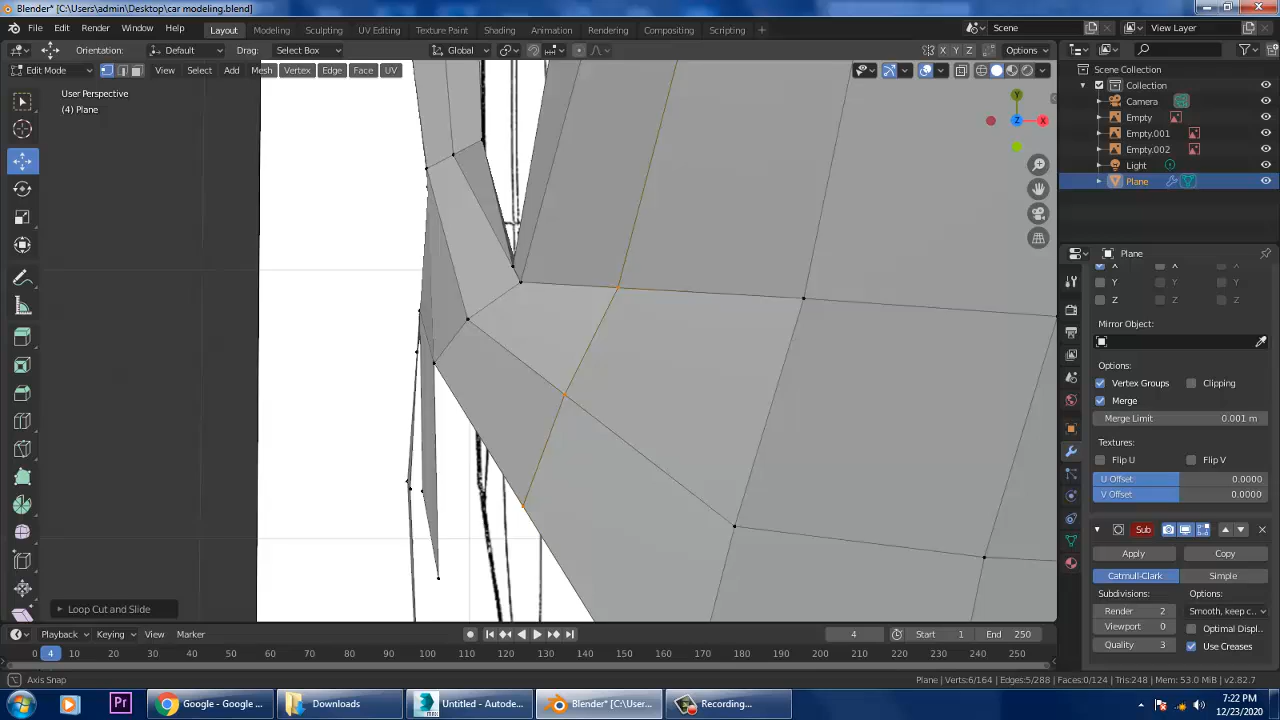 Blender* [C:\Users\admin\Desktop\car modeling.blend]
File Edit Render Window Help Layout Modeling Sculpting UV Editing Texture Paint Shading Animation Rendering Compositing Scripting + Scene View Layer
Orientation: Default Drag: Select Box Global X Y Z Options
Edit Mode View Select Add Mesh Vertex Edge Face UV
User Perspective
(4) Plane
Y
Z
X
Scene Collection
Collection
Camera
Empty
Empty.001
Empty.002
Light
Plane
Plane
X X X
Y Y Y
Z Z Z
Mirror Object:
Options:
Vertex Groups Clipping
Merge
Merge Limit 0.001 m
Textures:
Flip U Flip V
U Offset 0.0000
V Offset 0.0000
Sub
Apply Copy
Catmull-Clark Simple
Subdivisions: Options:
Render 2 Smooth, keep c..
Viewport 0 Optimal Displ..
Quality 3 Use Creases
Loop Cut and Slide
Playback Keying View Marker 4 Start 1 End 250
0 4 10 20 30 40 50 60 70 80 90 100 110 120 130 140 150 160 170 180 190 200 210 220 230 240 250
Axis Snap Plane | Verts:6/164 | Edges:5/288 | Faces:0/124 | Tris:248 | Mem: 53.0 MiB | v2.82.7
Pr Google - Google ... Downloads Untitled - Autode... Blender* [C:\User... Recording...
7:22 PM
12/23/2020